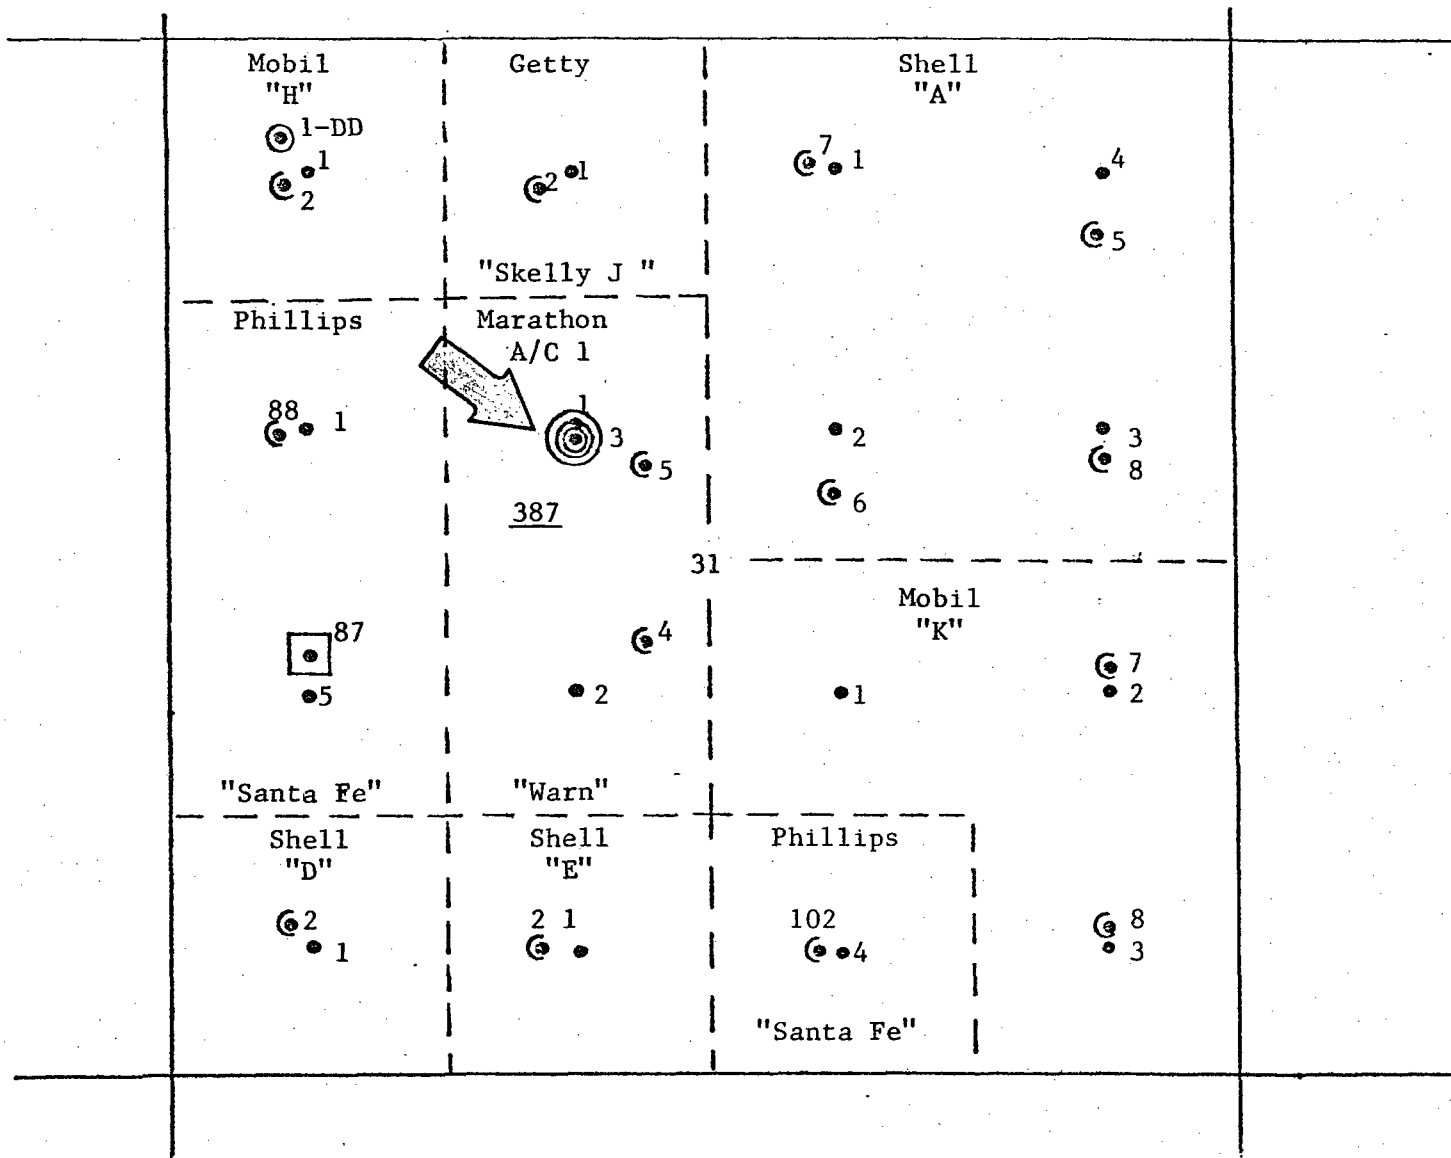 Mobil
"H"
1-DD
1
2
Getty
2 1
"Skelly J "
Shell
"A"
7 1
4
5
2
6
3
8
Phillips
88 1
87
5
"Santa Fe"
Marathon
A/C 1
1
3
5
387
4
2
"Warn"
31
Mobil
"K"
7
1
2
8
3
Shell
"D"
2
1
Shell
"E"
2 1
Phillips
102
4
"Santa Fe"